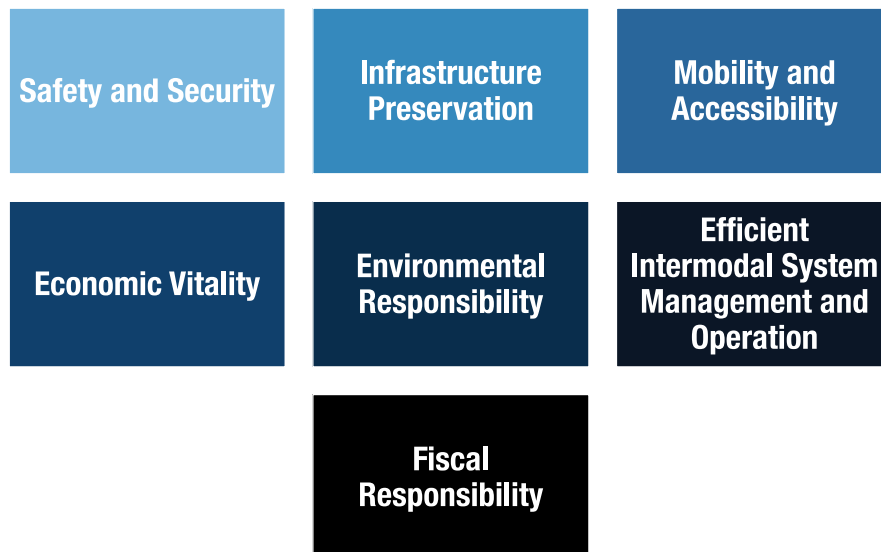 Safety and Security
Infrastructure
Preservation
Mobility and
Accessibility
Economic Vitality
Environmental
Responsibility
Efficient
Intermodal System
Management and
Operation
Fiscal
Responsibility